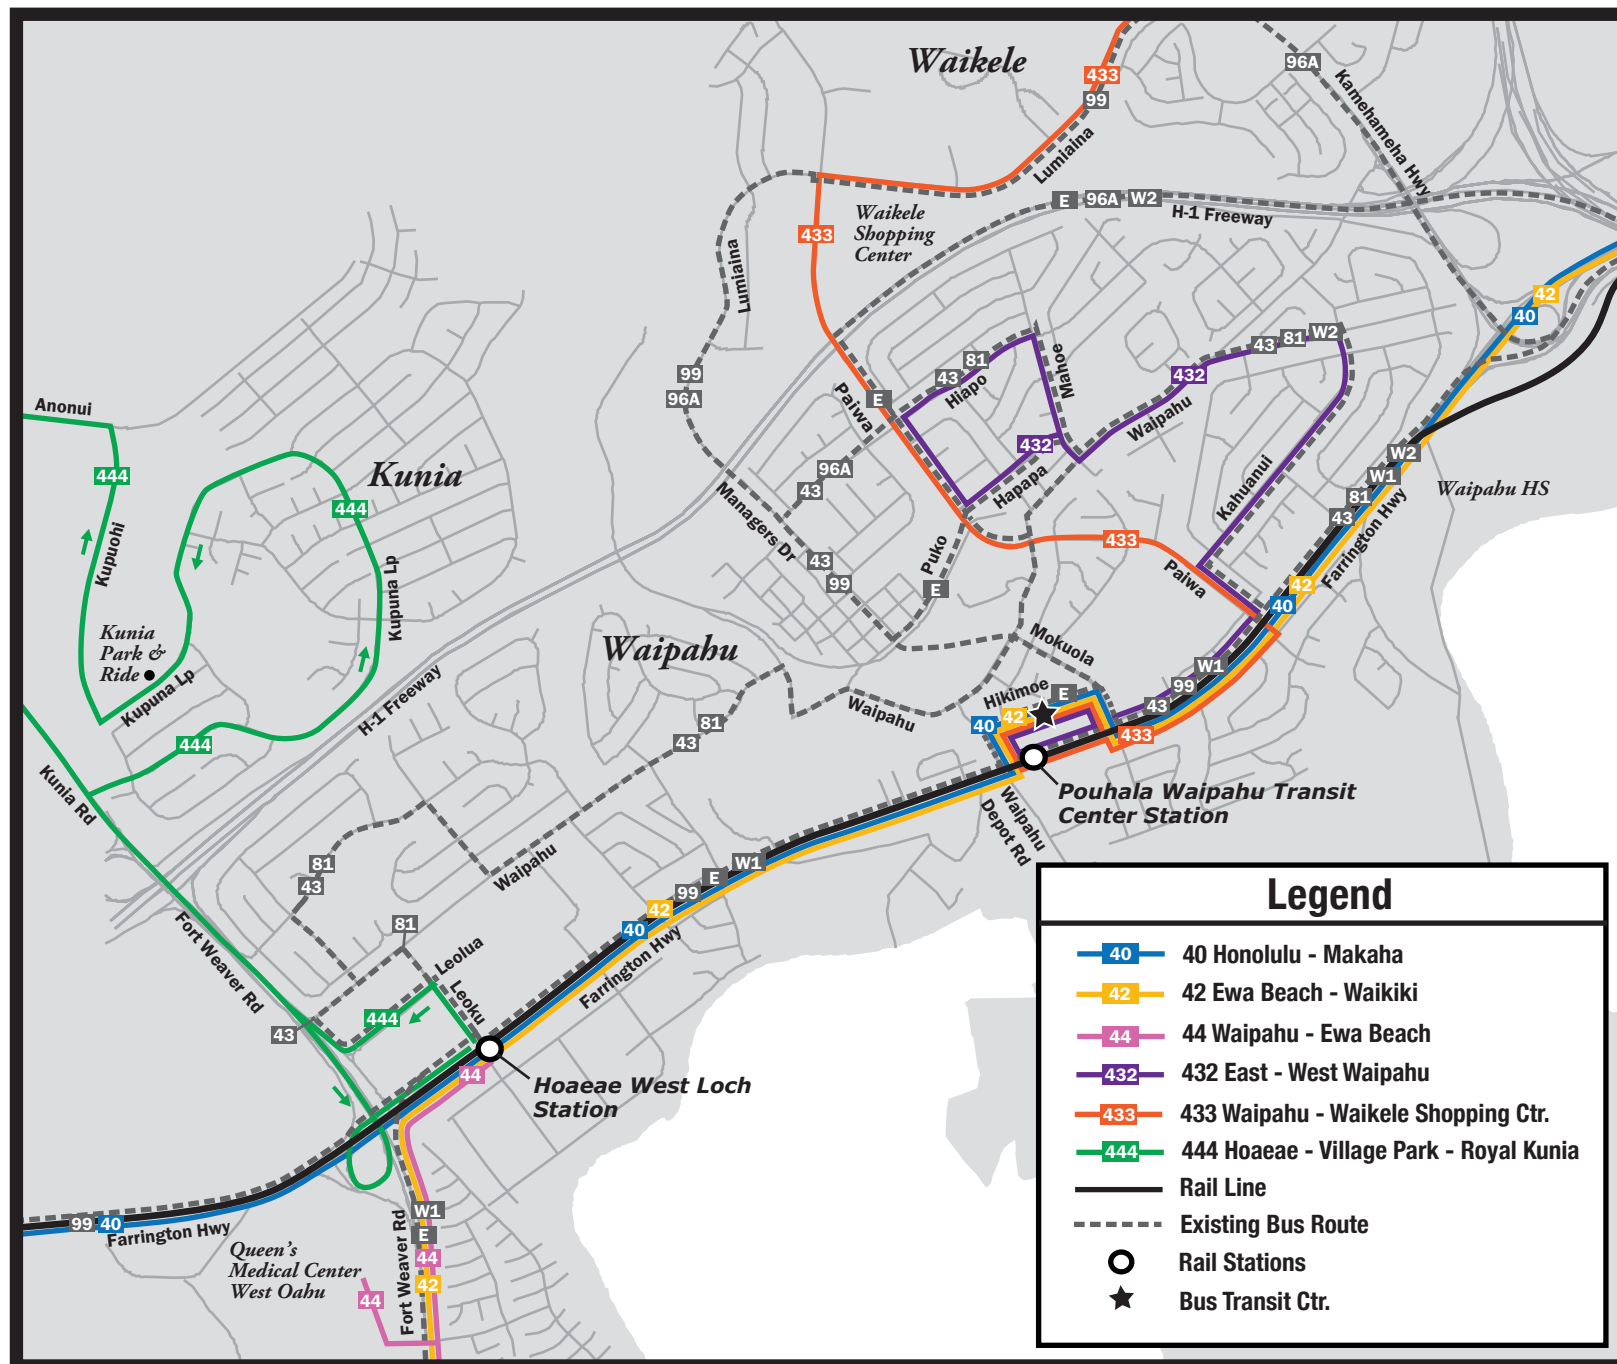 Waikele
433
99
96A
Kamehameha Hwy
Lumiaina
E
96A
W2
H-1 Freeway
Waikele
Shopping
Center
433
Lumiaina
42
40
99
96A
Paiwa
E
43
81
Hiapo
Mahoe
432
Waipahu
43
81
W2
432
Hapapa
96A
43
Managers Dr
43
99
Puko
E
433
Paiwa
Kahuanui
W2
W1
81
43
Farrington Hwy
Waipahu HS
42
40
Anonui
444
Kunia
444
Kupuohi
Kupuna Lp
Kunia
Park &
Ride
Kupuna Lp
444
H-1 Freeway
Kunia Rd
Waipahu
Mokuola
Waipahu
Hikimoe
E
40
42
W1
99
43
433
81
43
Pouhala Waipahu Transit
Center Station
Waipahu
Depot Rd
81
43
Waipahu
W1
E
99
42
40
Farrington Hwy
81
Leolua
Leoku
Fort Weaver Rd
444
43
44
Hoaeae West Loch
Station
99
40
Farrington Hwy
W1
E
44
42
Fort Weaver Rd
Queen's
Medical Center
West Oahu
44
Legend
40
40 Honolulu - Makaha
42
42 Ewa Beach - Waikiki
44
44 Waipahu - Ewa Beach
432
432 East - West Waipahu
433
433 Waipahu - Waikele Shopping Ctr.
444
444 Hoaeae - Village Park - Royal Kunia
Rail Line
Existing Bus Route
Rail Stations
Bus Transit Ctr.